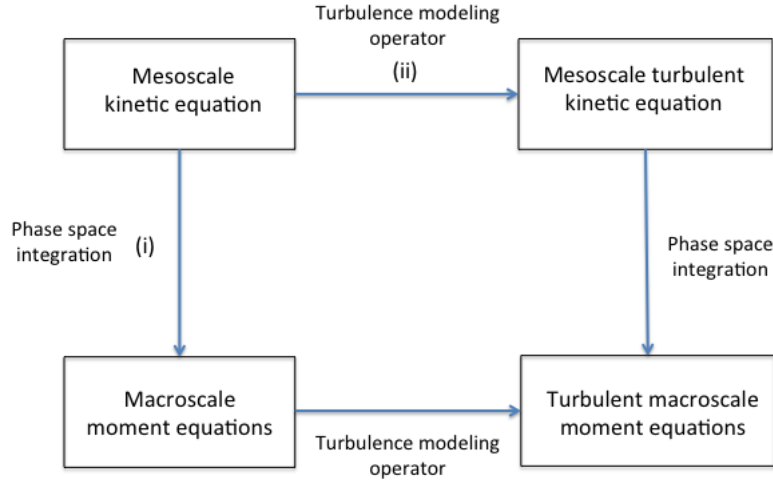 Turbulence modeling
operator
(ii)
Mesoscale
kinetic equation
Mesoscale turbulent
kinetic equation
Phase space
integration
(i)
Phase space
integration
Macroscale
moment equations
Turbulent macroscale
moment equations
Turbulence modeling
operator